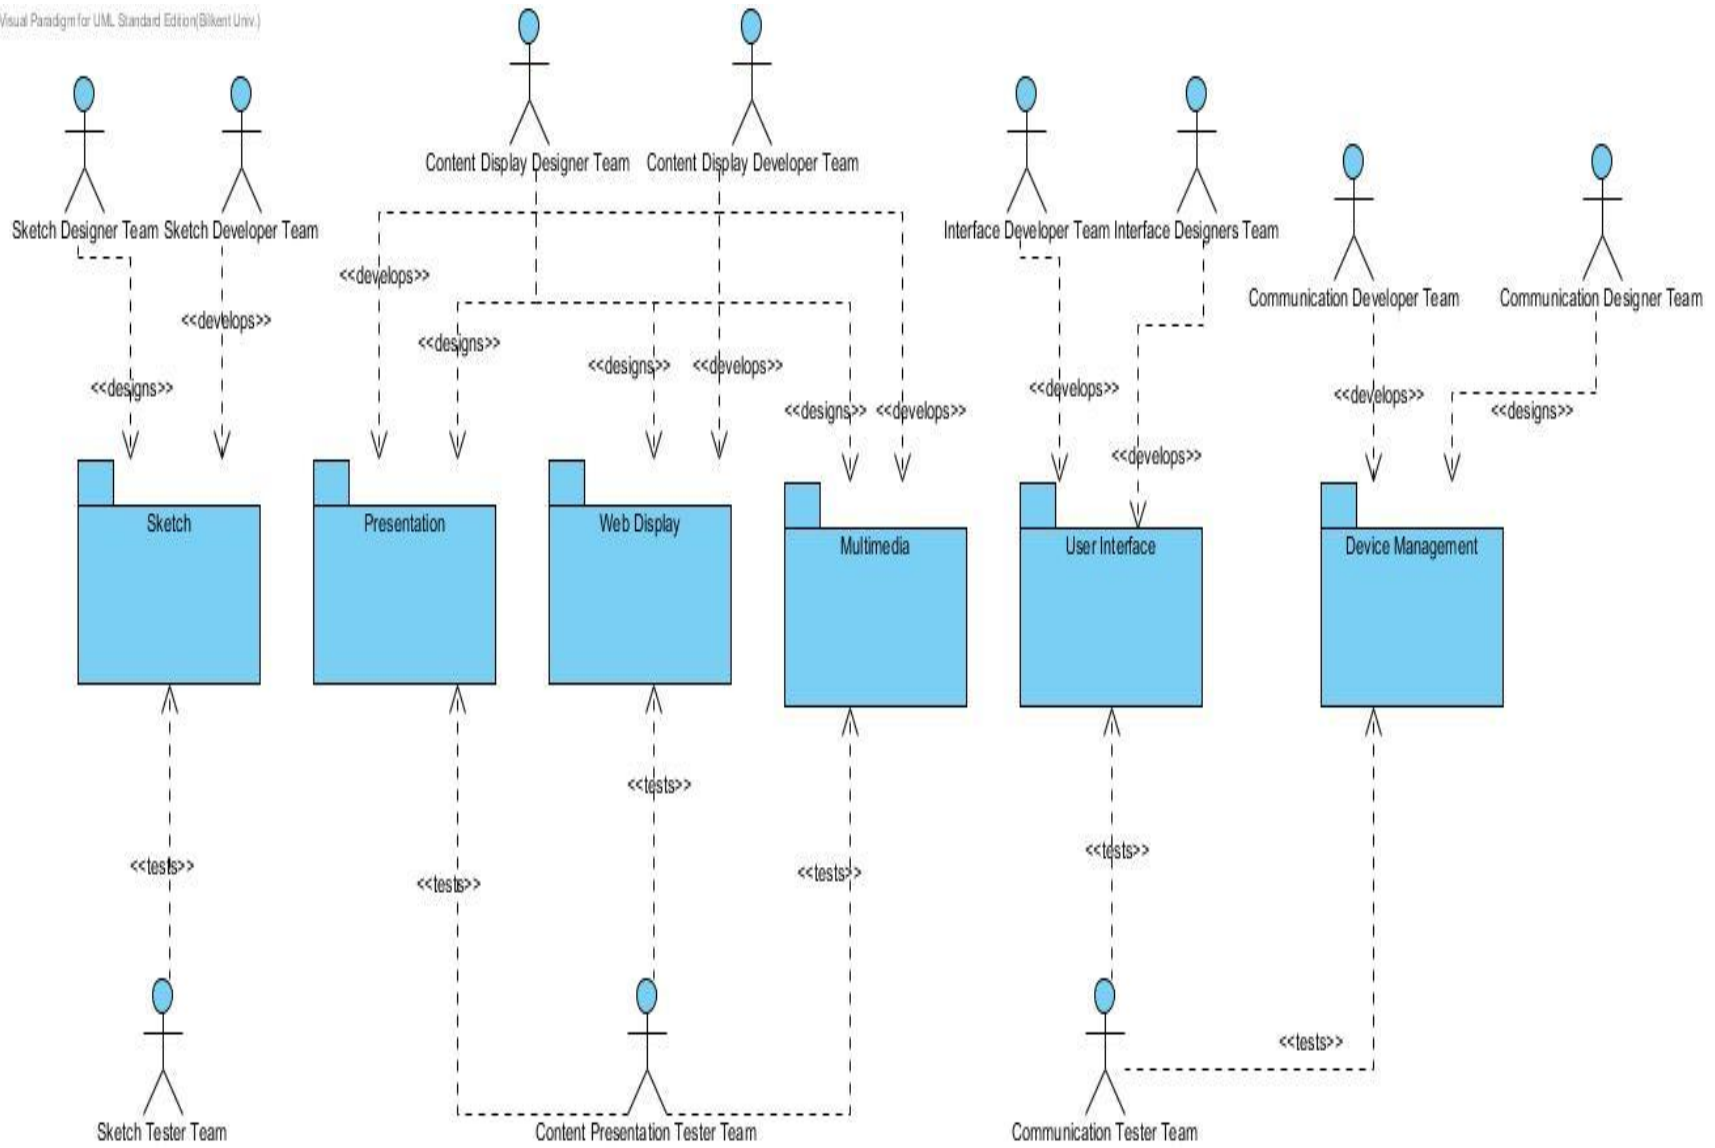 Visual Paradigm for UML Standard Edition(Bilkent Univ.)
Content Display Designer Team
Content Display Developer Team
Sketch Designer Team
Sketch Developer Team
Interface Developer Team
Interface Designers Team
Communication Developer Team
Communication Designer Team
<<develops>>
<<develops>>
<<designs>>
<<designs>>
<<develops>>
<<designs>>
<<develops>>
<<develops>>
<<designs>>
<<designs>>
<<develops>>
<<develops>>
Sketch
Presentation
Web Display
Multimedia
User Interface
Device Management
<<tests>>
<<tests>>
<<tests>>
<<tests>>
<<tests>>
<<tests>>
Sketch Tester Team
Content Presentation Tester Team
Communication Tester Team